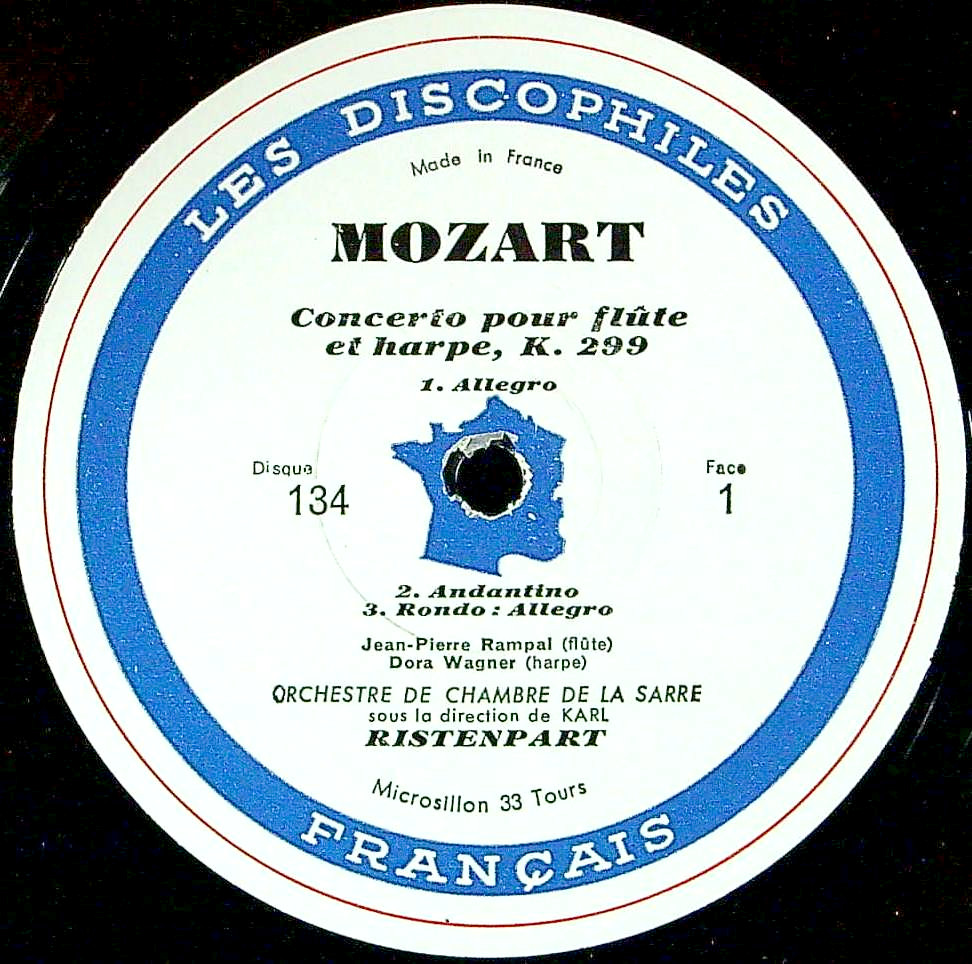 LES DISCOPHILES
Made in France
MOZART
Concerto pour flûte
et harpe, K. 299
1. Allegro
Disque
134
Face
1
2. Andantino
3. Rondo : Allegro
Jean-Pierre Rampal (flûte)
Dora Wagner (harpe)
ORCHESTRE DE CHAMBRE DE LA SARRE
sous la direction de KARL
RISTENPART
Microsillon 33 Tours
FRANÇAIS